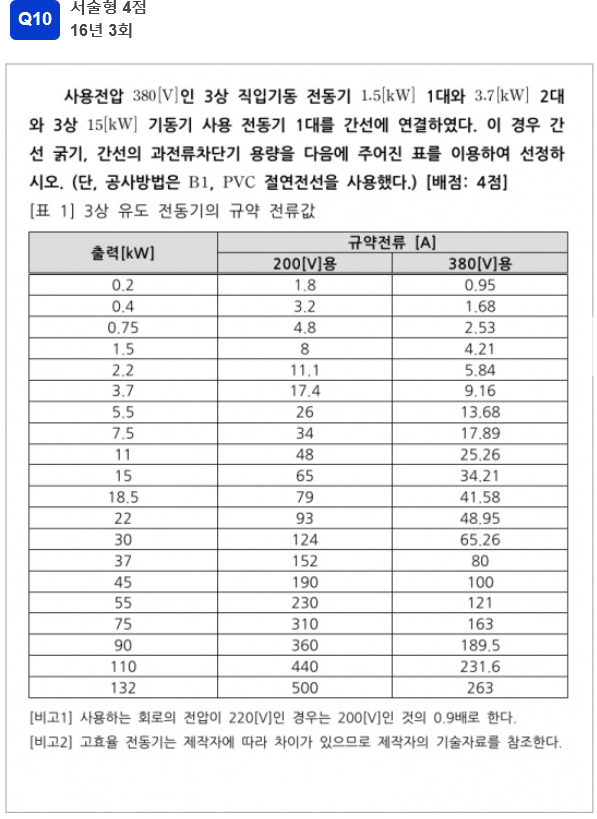 Q10
서술형 4점
16년 3회
사용전압 380[V]인 3상 직입기동 전동기 1.5[kW] 1대와 3.7[kW] 2대
와 3상 15[kW] 기동기 사용 전동기 1대를 간선에 연결하였다. 이 경우 간
선 굵기, 간선의 과전류차단기 용량을 다음에 주어진 표를 이용하여 선정하
시오. (단, 공사방법은 B1, PVC 절연전선을 사용했다.) [배점: 4점]
[표 1] 3상 유도 전동기의 규약 전류값
출력[kW] 규약전류 [A]
200[V]용 380[V]용
0.2 1.8 0.95
0.4 3.2 1.68
0.75 4.8 2.53
1.5 8 4.21
2.2 11.1 5.84
3.7 17.4 9.16
5.5 26 13.68
7.5 34 17.89
11 48 25.26
15 65 34.21
18.5 79 41.58
22 93 48.95
30 124 65.26
37 152 80
45 190 100
55 230 121
75 310 163
90 360 189.5
110 440 231.6
132 500 263
[비고1] 사용하는 회로의 전압이 220[V]인 경우는 200[V]인 것의 0.9배로 한다.
[비고2] 고효율 전동기는 제작자에 따라 차이가 있으므로 제작자의 기술자료를 참조한다.